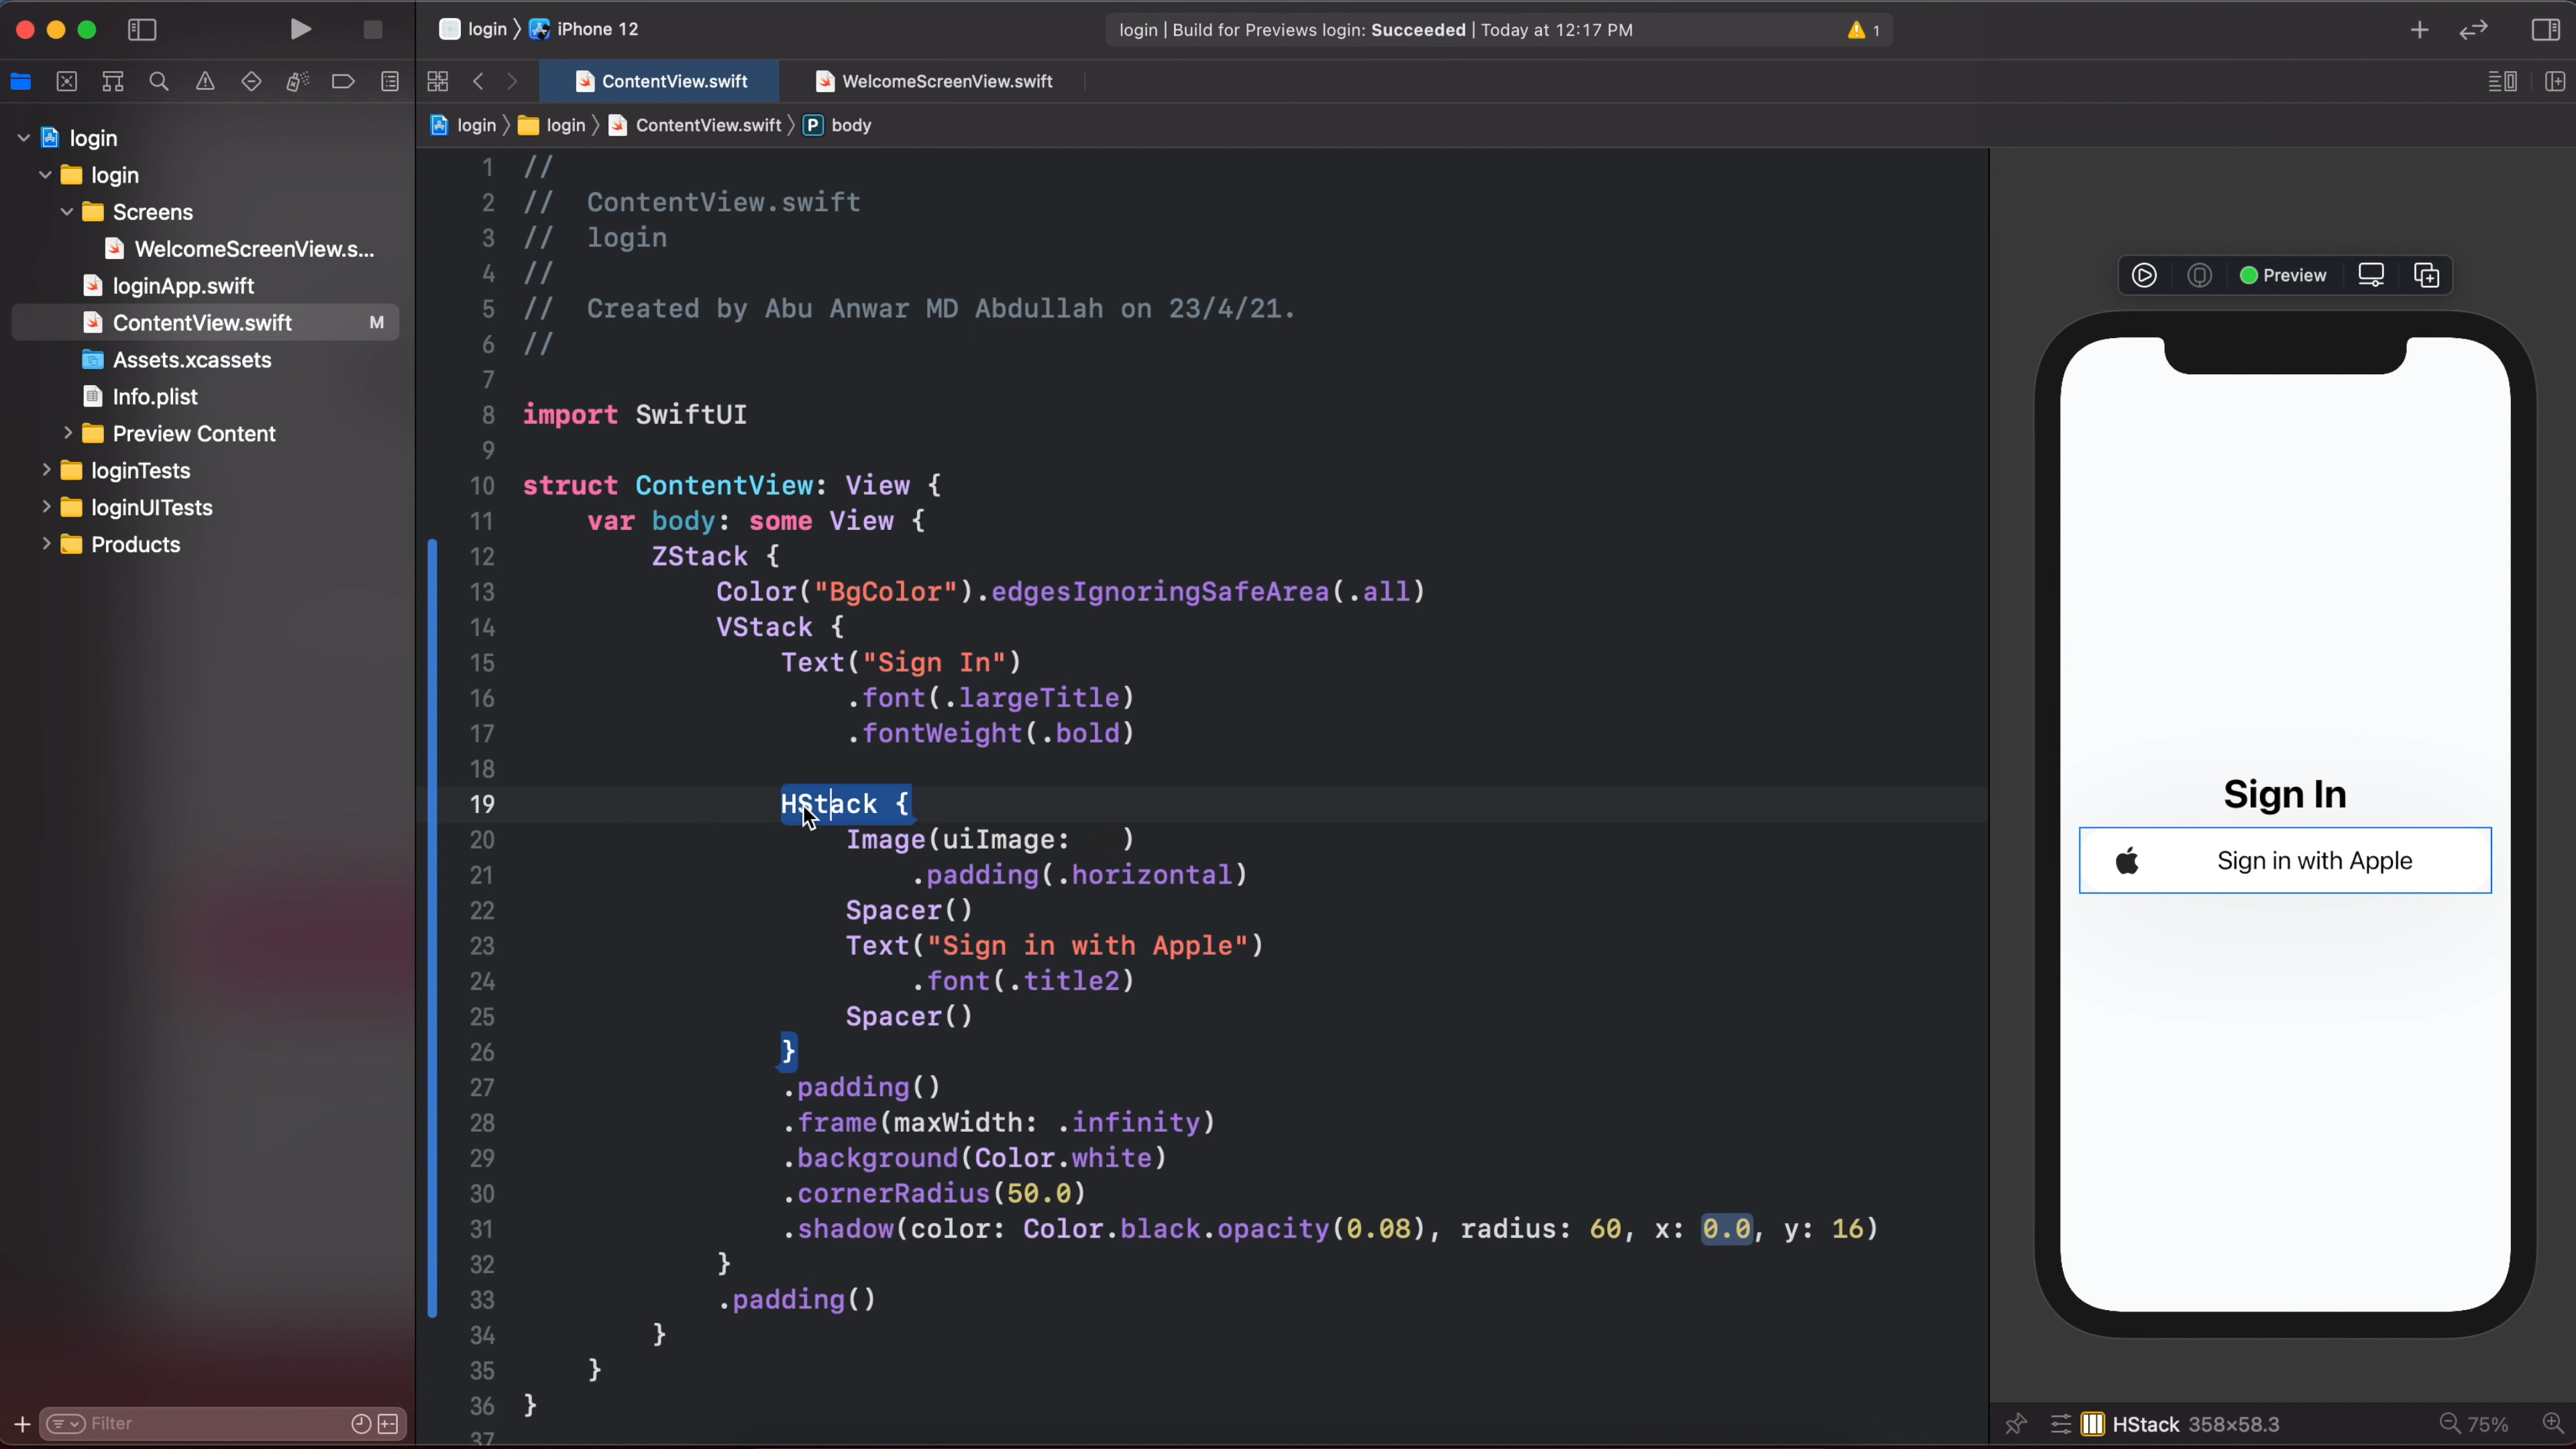 login 〉 iPhone 12
login | Build for Previews login: Succeeded | Today at 12:17 PM
1
ContentView.swift
WelcomeScreenView.swift
login 〉 login 〉 ContentView.swift 〉 P body
login
login
Screens
WelcomeScreenView.s...
loginApp.swift
ContentView.swift M
Assets.xcassets
Info.plist
Preview Content
loginTests
loginUITests
Products
Filter
1 //
2 //  ContentView.swift
3 //  login
4 //
5 //  Created by Abu Anwar MD Abdullah on 23/4/21.
6 //
7
8 import SwiftUI
9
10 struct ContentView: View {
11     var body: some View {
12         ZStack {
13             Color("BgColor").edgesIgnoringSafeArea(.all)
14             VStack {
15                 Text("Sign In")
16                     .font(.largeTitle)
17                     .fontWeight(.bold)
18
19                 HStack {
20                     Image(uiImage:   )
21                         .padding(.horizontal)
22                     Spacer()
23                     Text("Sign in with Apple")
24                         .font(.title2)
25                     Spacer()
26                 }
27                 .padding()
28                 .frame(maxWidth: .infinity)
29                 .background(Color.white)
30                 .cornerRadius(50.0)
31                 .shadow(color: Color.black.opacity(0.08), radius: 60, x: 0.0, y: 16)
32             }
33             .padding()
34         }
35     }
36 }
37
Preview
Sign In
Sign in with Apple
HStack 358×58.3
75%